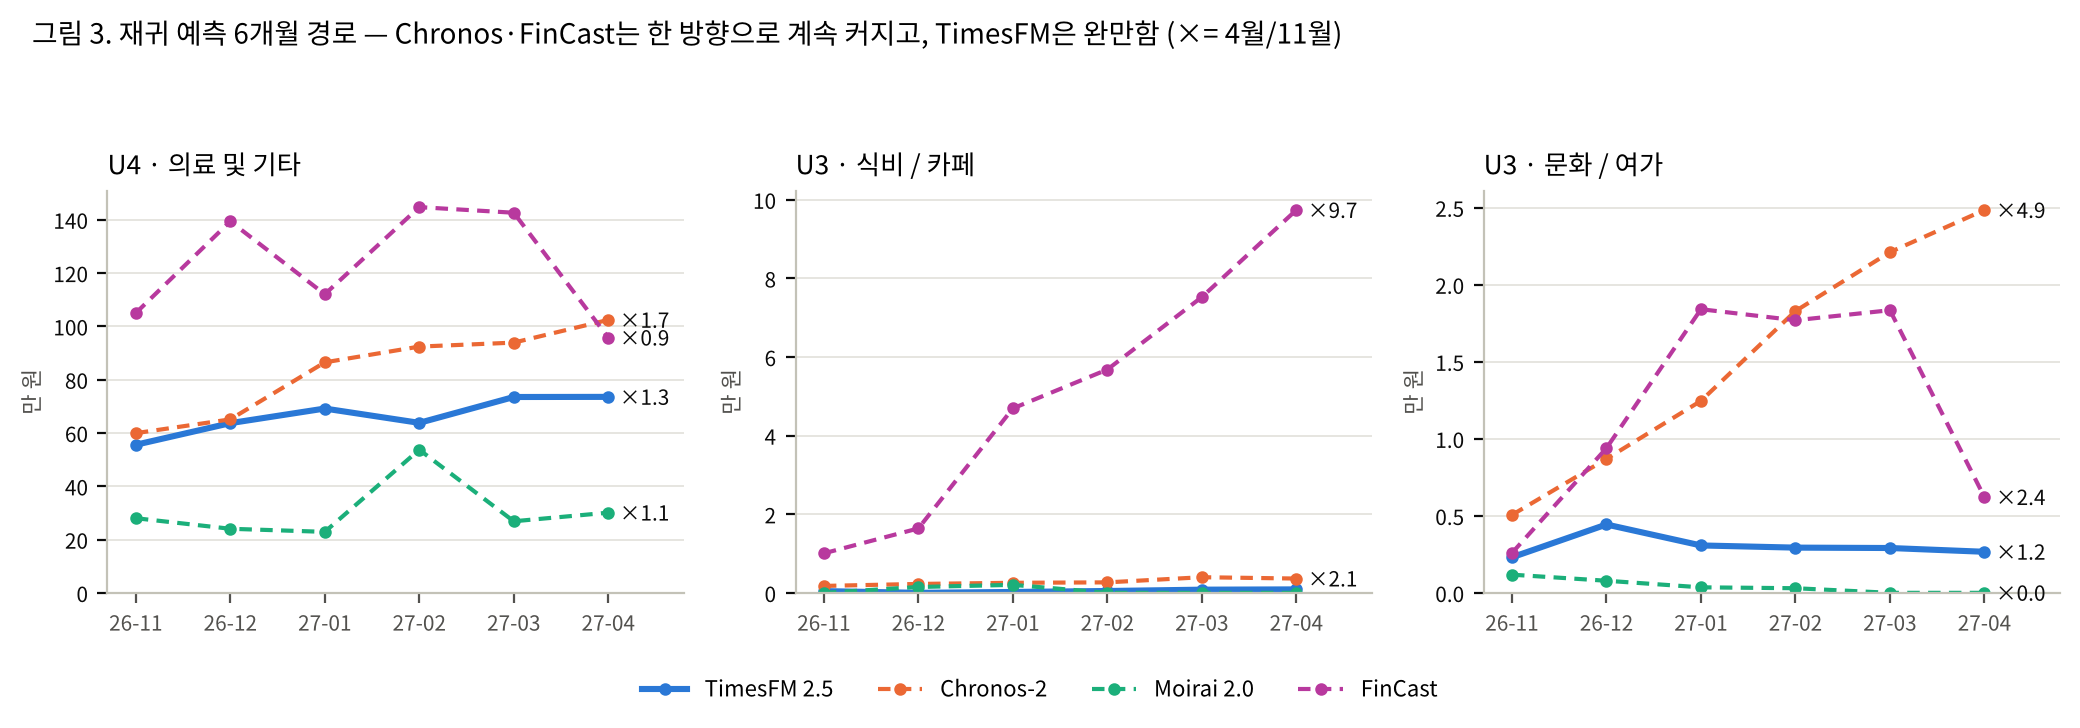 그림 3. 재귀 예측 6개월 경로 — Chronos·FinCast는 한 방향으로 계속 커지고, TimesFM은 완만함 (×= 4월/11월)
U4 · 의료 및 기타
만 원
140
120
100
80
60
40
20
0
×1.7
×0.9
×1.3
×1.1
26-11 26-12 27-01 27-02 27-03 27-04
U3 · 식비 / 카페
만 원
10
8
6
4
2
0
×9.7
×2.1
26-11 26-12 27-01 27-02 27-03 27-04
U3 · 문화 / 여가
만 원
2.5
2.0
1.5
1.0
0.5
0.0
×4.9
×2.4
×1.2
×0.0
26-11 26-12 27-01 27-02 27-03 27-04
TimesFM 2.5 Chronos-2 Moirai 2.0 FinCast